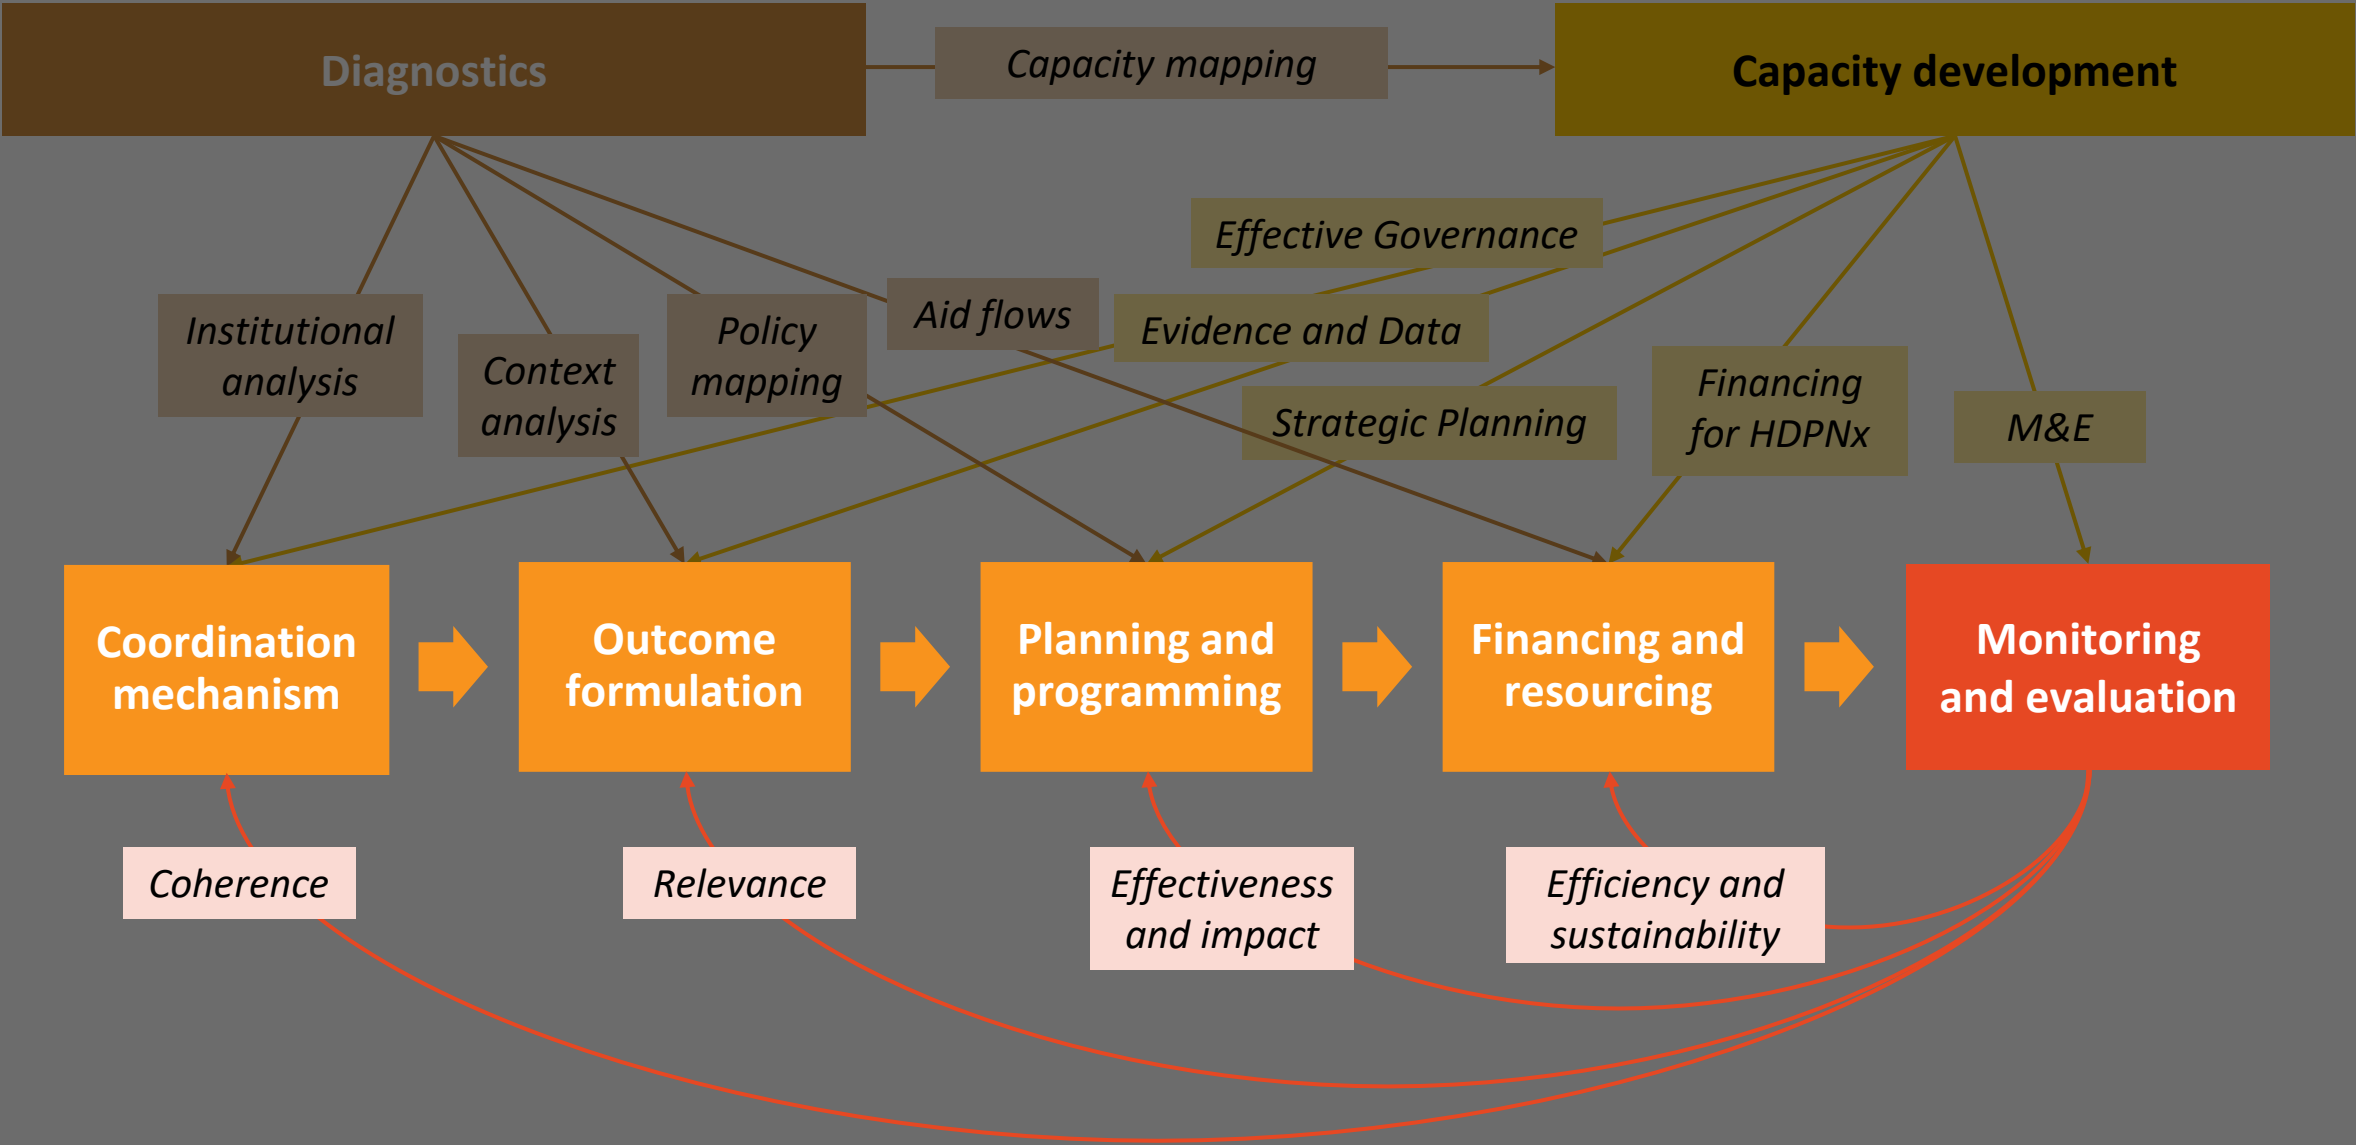 Diagnostics
Capacity mapping
Capacity development
Effective Governance
Institutional
analysis
Context
analysis
Policy
mapping
Aid flows
Evidence and Data
Strategic Planning
Financing
for HDPNx
M&E
Coordination
mechanism
Outcome
formulation
Planning and
programming
Financing and
resourcing
Monitoring
and evaluation
Coherence
Relevance
Effectiveness
and impact
Efficiency and
sustainability